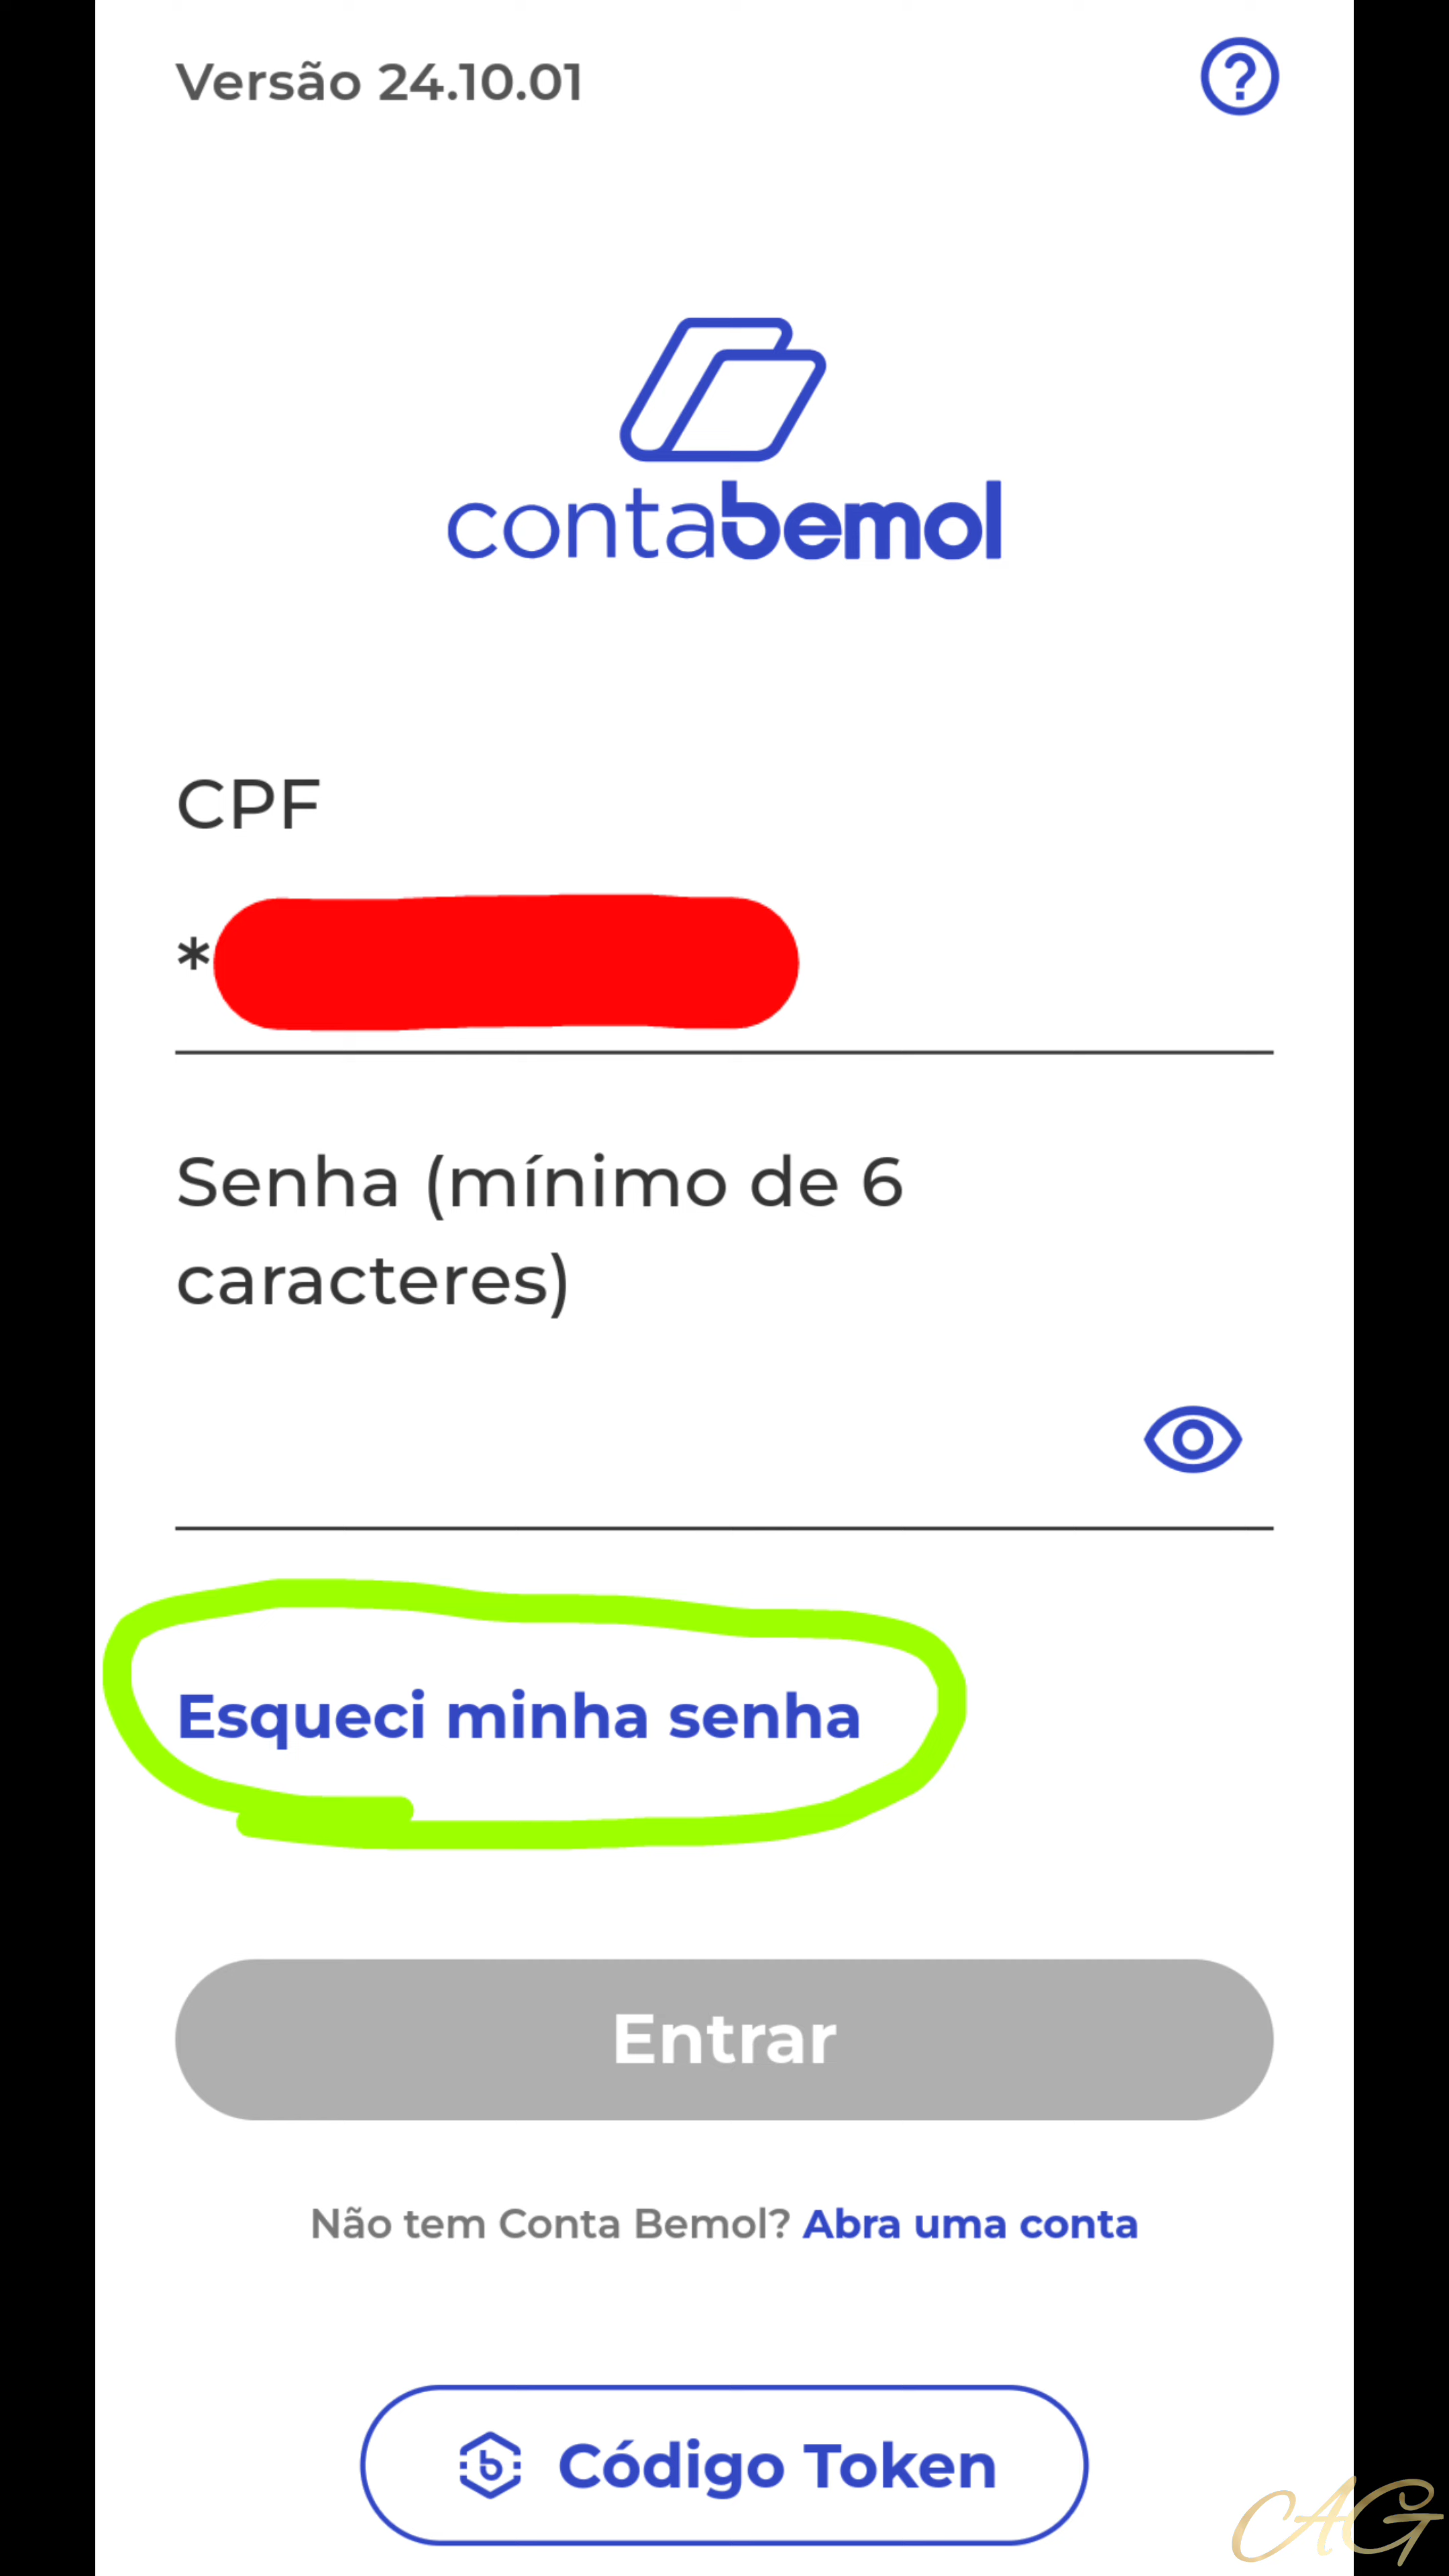 Versão 24.10.01
contabemol
CPF
*
Senha (mínimo de 6
caracteres)
Esqueci minha senha
Entrar
Não tem Conta Bemol? Abra uma conta
Código Token
CAG